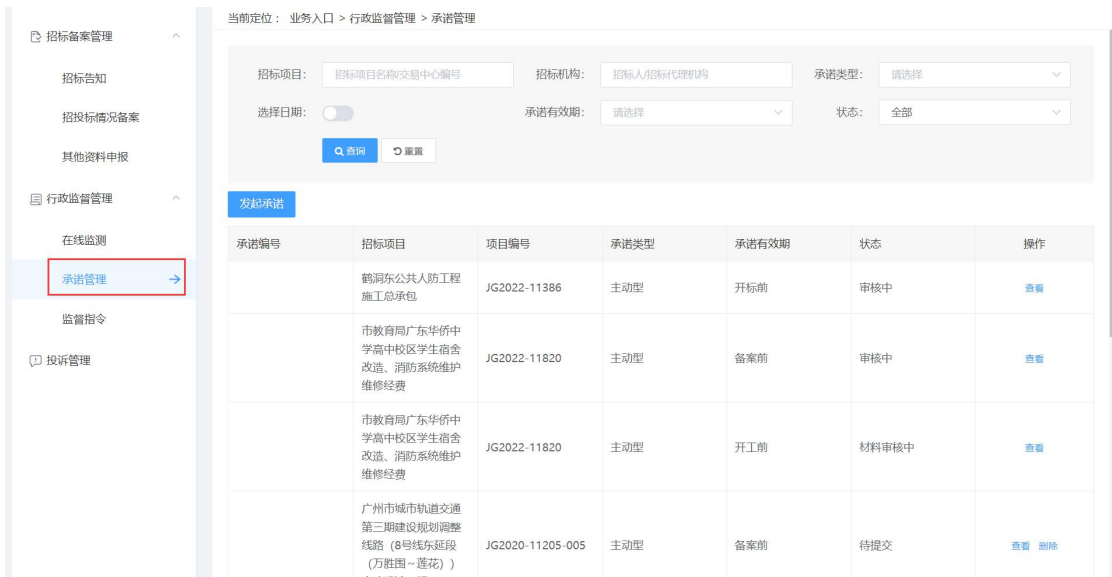 当前定位： 业务入口 > 行政监督管理 > 承诺管理
招标备案管理
招标告知
招投标情况备案
其他资料申报
行政监督管理
在线监测
承诺管理
监督指令
投诉管理
招标项目： 招标项目名称/交易中心编号 招标机构： 招标人/招标代理机构 承诺类型： 请选择
选择日期： 承诺有效期： 请选择 状态： 全部
查询 重置
发起承诺
承诺编号 招标项目 项目编号 承诺类型 承诺有效期 状态 操作
鹤洞东公共人防工程
施工总承包
JG2022-11386 主动型 开标前 审核中 查看
市教育局广东华侨中
学高中校区学生宿舍
改造、消防系统维护
维修经费
JG2022-11820 主动型 备案前 审核中 查看
市教育局广东华侨中
学高中校区学生宿舍
改造、消防系统维护
维修经费
JG2022-11820 主动型 开工前 材料审核中 查看
广州市城市轨道交通
第三期建设规划调整
线路（8号线东延段
（万胜围～莲花））
JG2020-11205-005 主动型 备案前 待提交 查看 删除